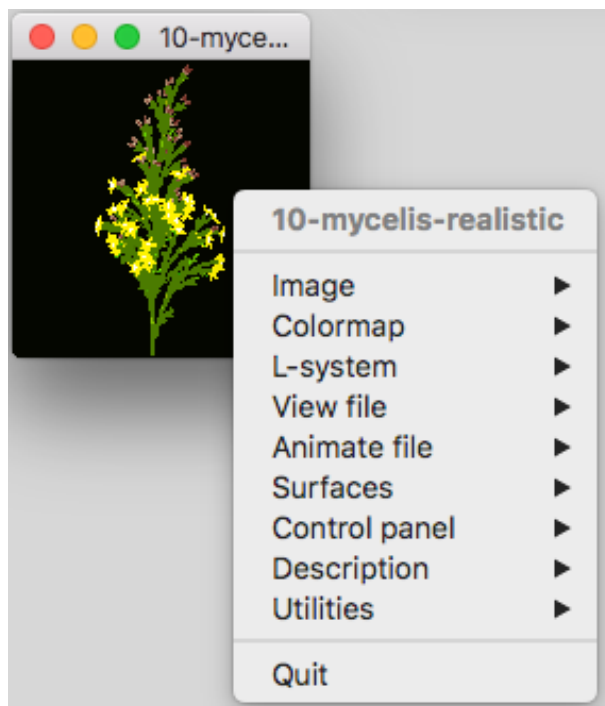 10-myce...
10-mycelis-realistic
Image
Colormap
L-system
View file
Animate file
Surfaces
Control panel
Description
Utilities
Quit